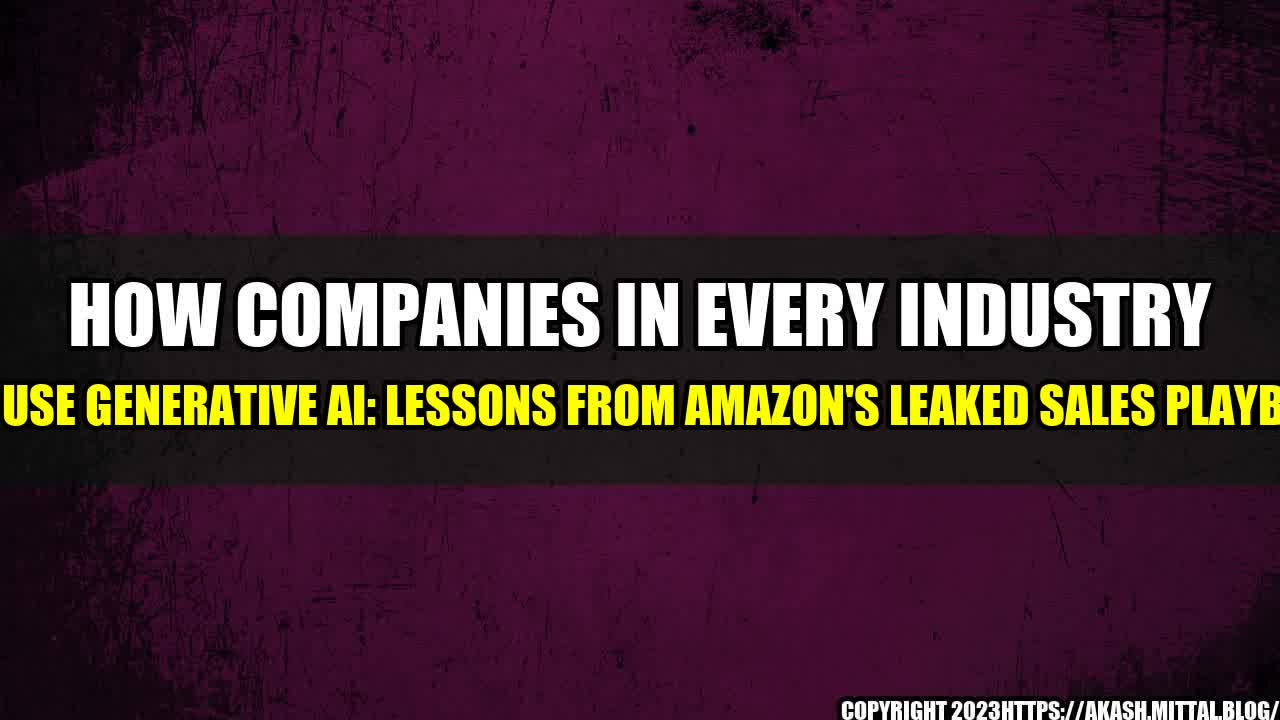 HOW COMPANIES IN EVERY INDUSTRY
USE GENERATIVE AI: LESSONS FROM AMAZON'S LEAKED SALES PLAYB
COPYRIGHT 2023HTTPS://AKASH.MITTAL.BLOG/